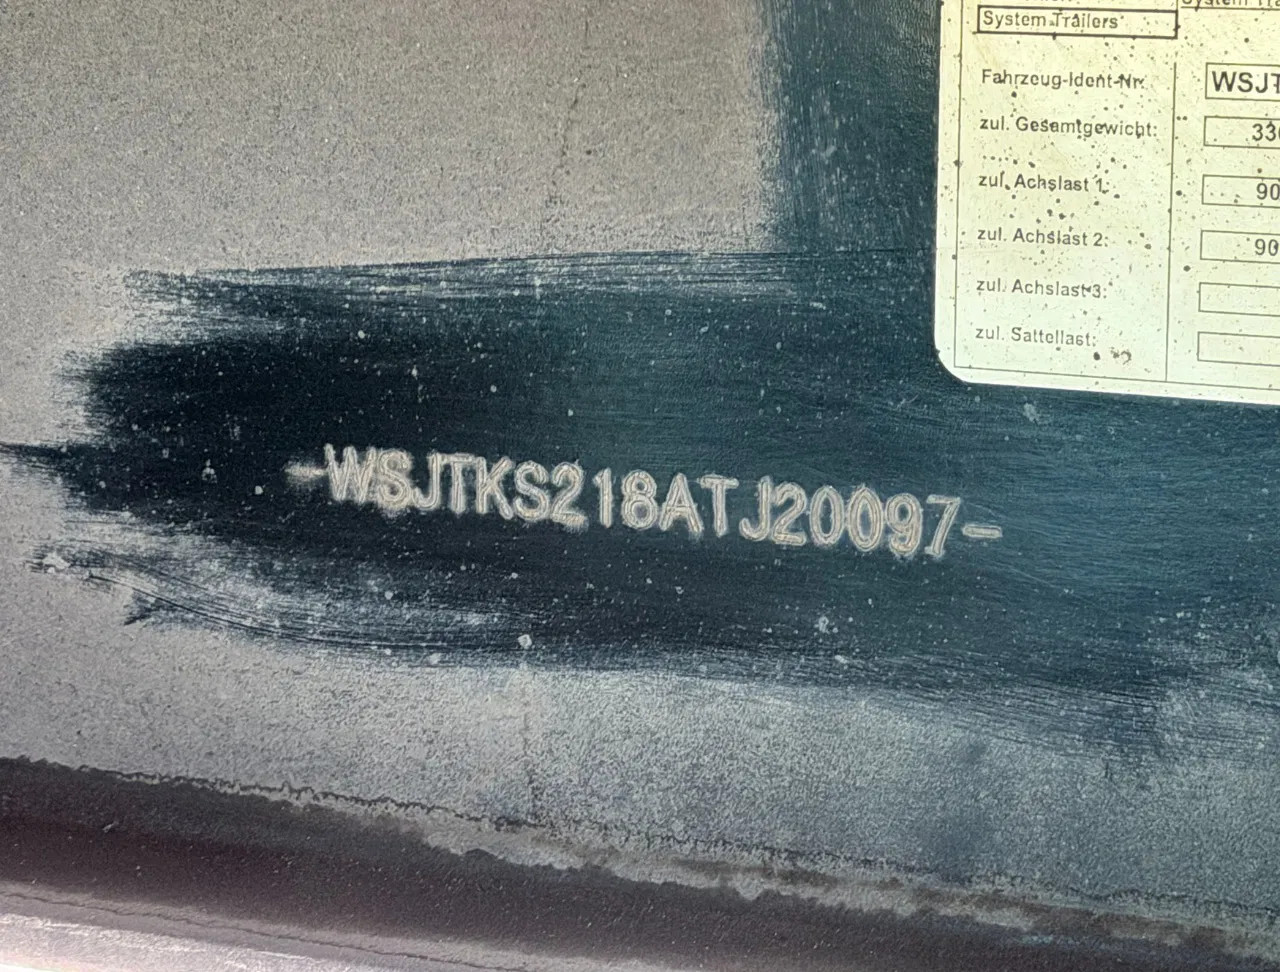 System Trailers
Fahrzeug-Ident-Nr. WSJT
zul. Gesamtgewicht: 330
zul. Achslast 1: 90
zul. Achslast 2: 90
zul. Achslast 3:
zul. Sattellast:
-WSJTKS218ATJ20097-